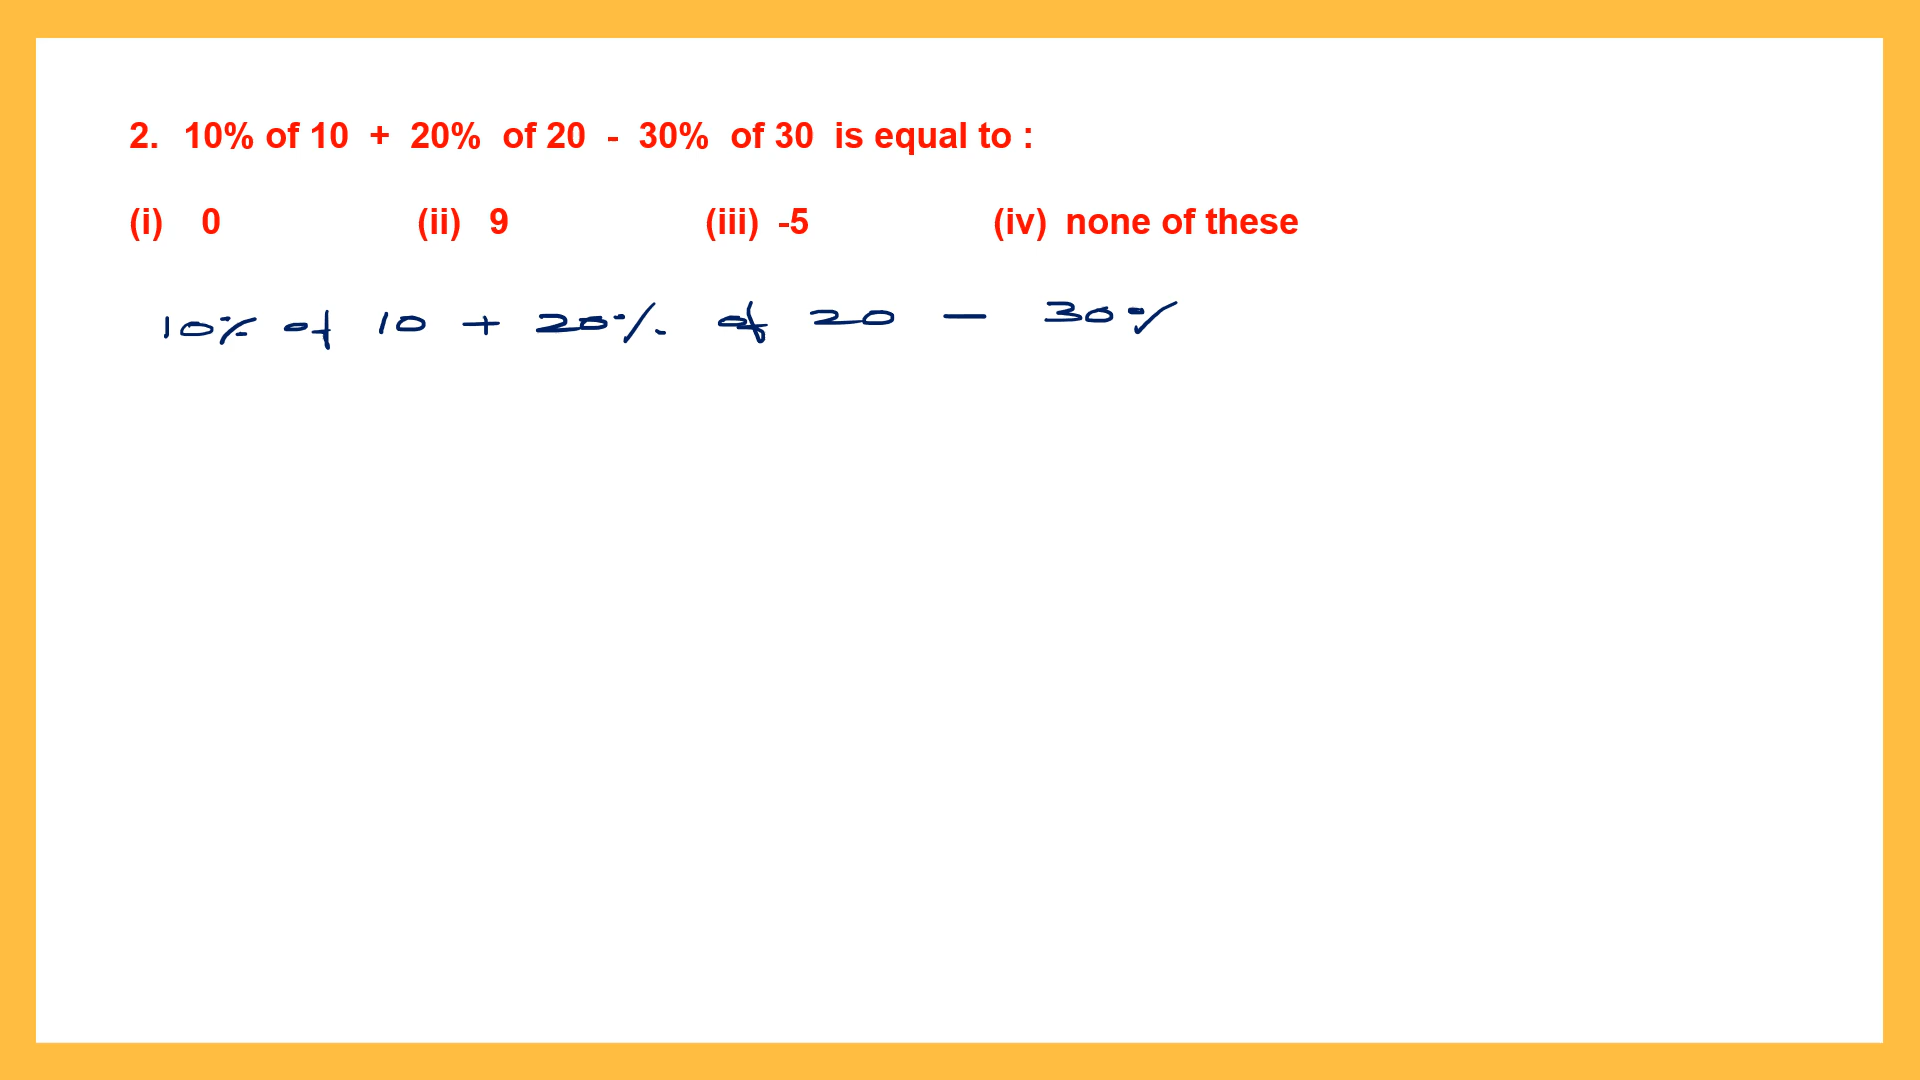 2. 10% of 10 + 20% of 20 - 30% of 30 is equal to :
(i) 0 (ii) 9 (iii) -5 (iv) none of these
10% of 10 + 20% of 20 - 30%